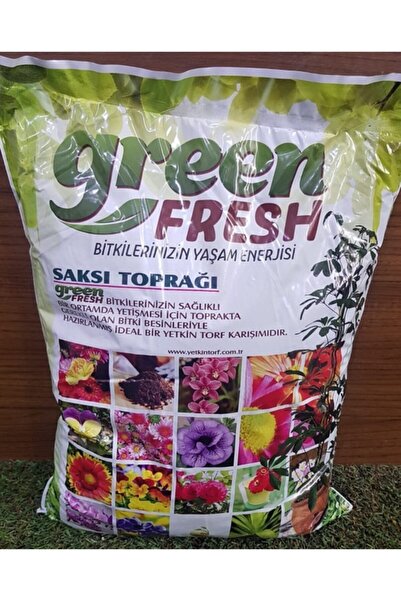 green
FRESH
BİTKİLERİNİZİN YAŞAM ENERJİSİ
SAKSI TOPRAĞI
green
FRESH BİTKİLERİNİZİN SAĞLIKLI
BİR ORTAMDA YETİŞMESİ İÇİN TOPRAKTA
GEREKLİ OLAN BİTKİ BESİNLERİYLE
HAZIRLANMIŞ İDEAL BİR YETKİN TORF KARIŞIMIDIR.
www.yetkintorf.com.tr